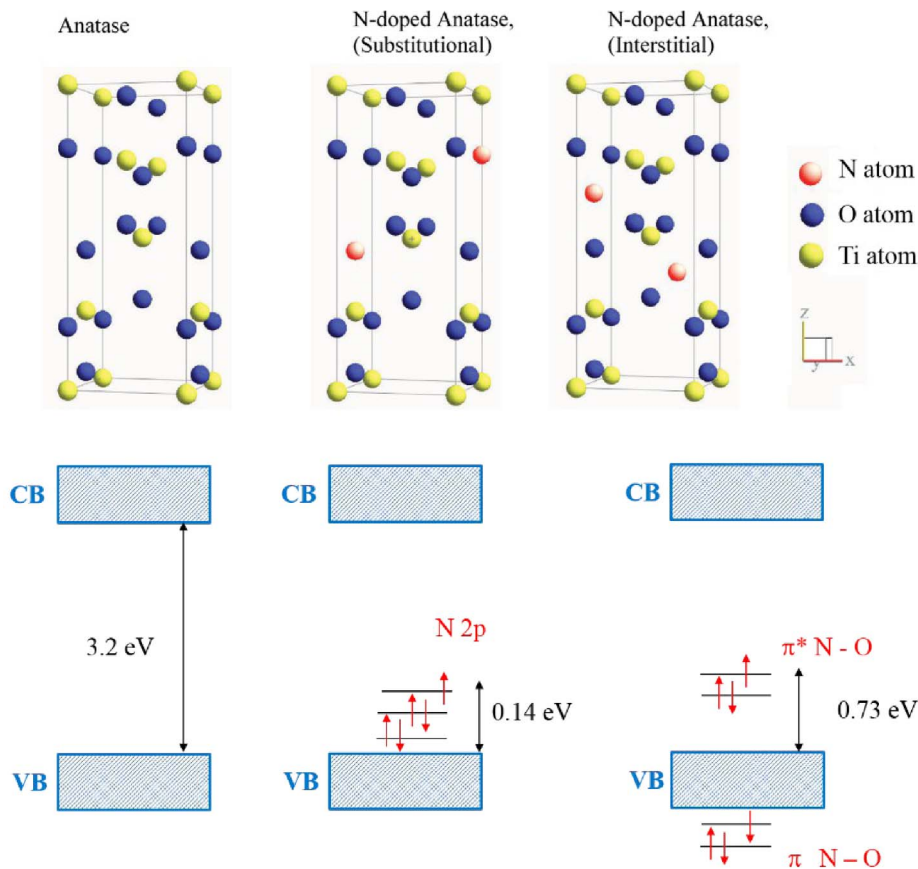 Anatase
N-doped Anatase,
(Substitutional)
N-doped Anatase,
(Interstitial)
N atom
O atom
Ti atom
z
y
x
CB
CB
CB
3.2 eV
N 2p
0.14 eV
π* N - O
0.73 eV
VB
VB
VB
π N – O